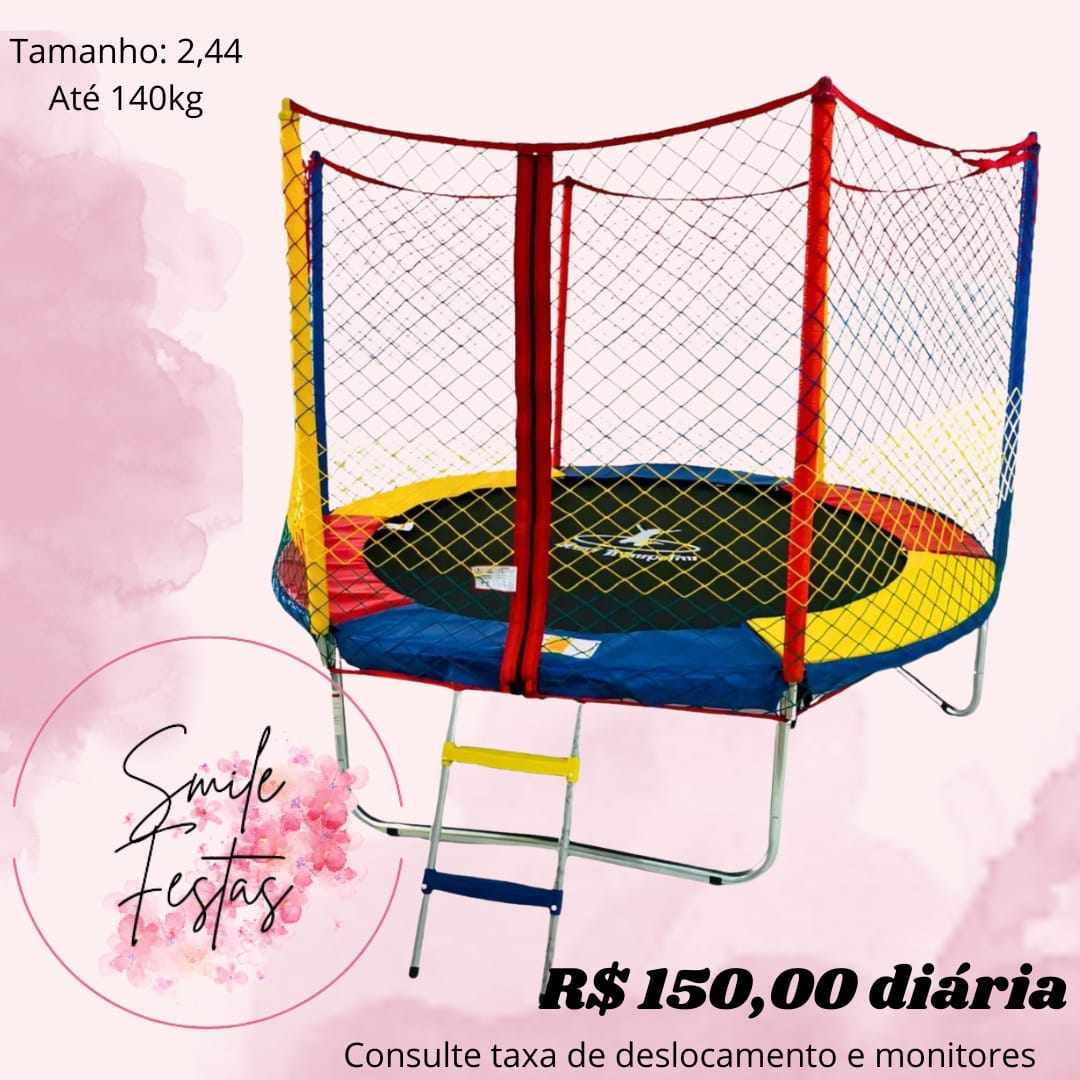 Tamanho: 2,44
Até 140kg
Smile
Festas
R$ 150,00 diária
Consulte taxa de deslocamento e monitores